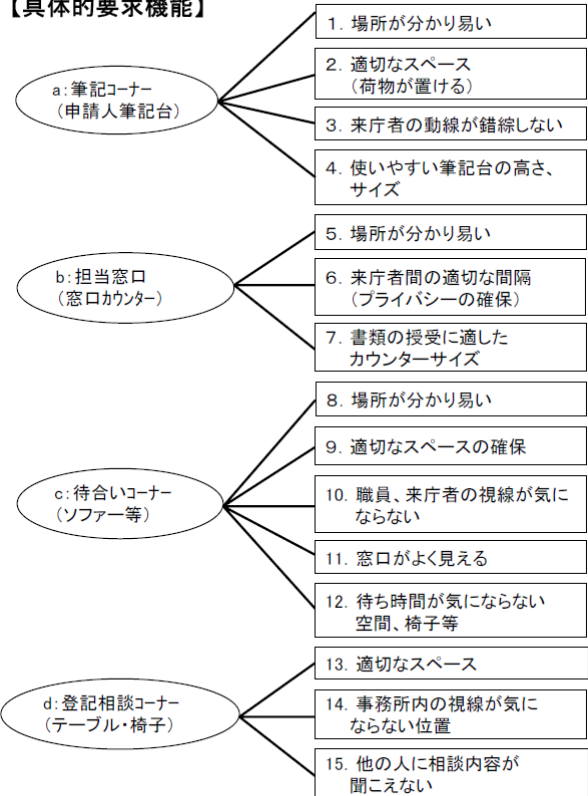 【具体的要求機能】
a:筆記コーナー
(申請人筆記台)
1. 場所が分かり易い
2. 適切なスペース
(荷物が置ける)
3. 来庁者の動線が錯綜しない
4. 使いやすい筆記台の高さ、
サイズ
b:担当窓口
(窓口カウンター)
5. 場所が分かり易い
6. 来庁者間の適切な間隔
(プライバシーの確保)
7. 書類の授受に適した
カウンターサイズ
c:待合いコーナー
(ソファー等)
8. 場所が分かり易い
9. 適切なスペースの確保
10. 職員、来庁者の視線が気に
ならない
11. 窓口がよく見える
12. 待ち時間が気にならない
空間、椅子等
d:登記相談コーナー
(テーブル・椅子)
13. 適切なスペース
14. 事務所内の視線が気に
ならない位置
15. 他の人に相談内容が
聞こえない